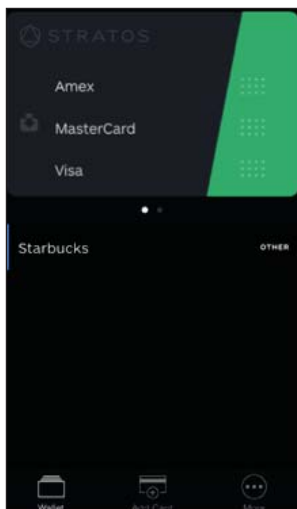 STRATOS
Amex
MasterCard
Visa
Starbucks OTHER
Wallet Add Card More